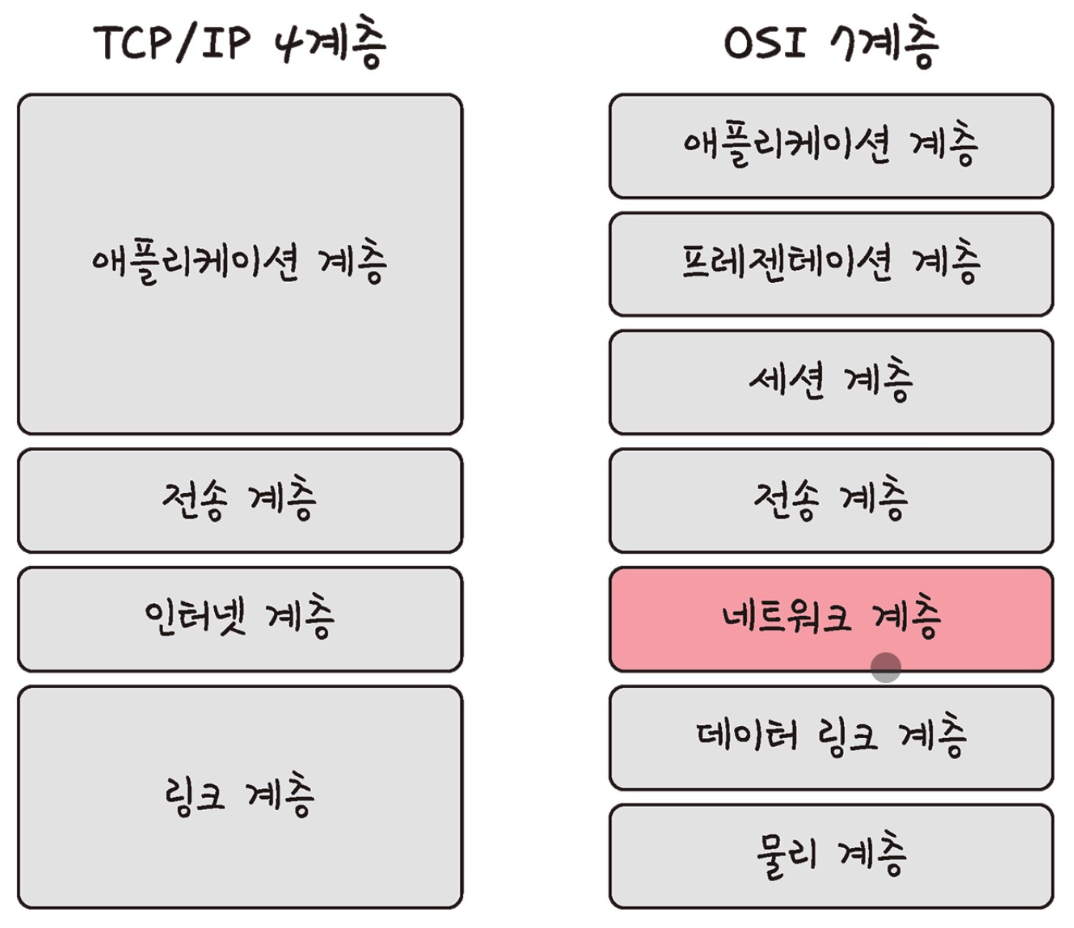 TCP/IP 4계층
애플리케이션 계층
전송 계층
인터넷 계층
링크 계층
OSI 7계층
애플리케이션 계층
프레젠테이션 계층
세션 계층
전송 계층
네트워크 계층
데이터 링크 계층
물리 계층